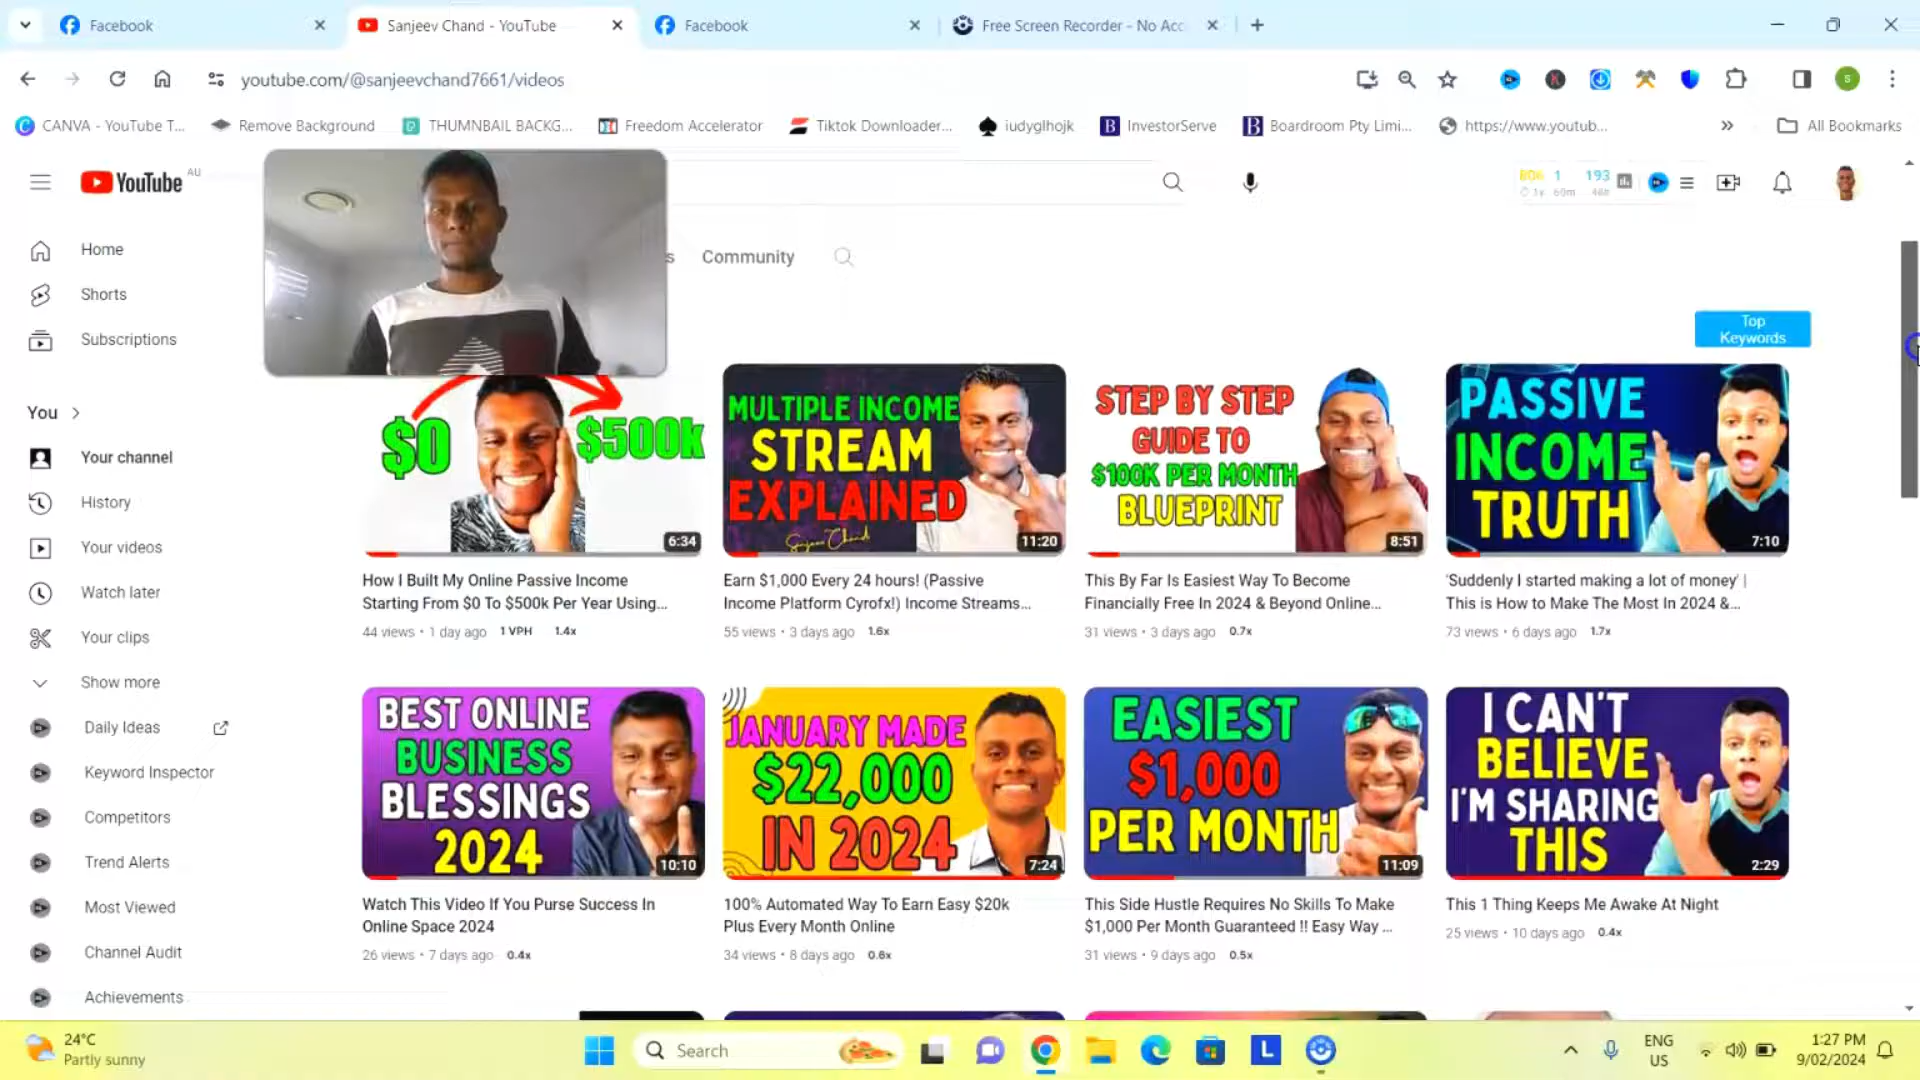 Facebook
Sanjeev Chand - YouTube
Facebook
Free Screen Recorder - No Acc
youtube.com/@sanjeevchand7661/videos
S
CANVA - YouTube T...
Remove Background
THUMNBAIL BACKG...
Freedom Accelerator
Tiktok Downloader...
iudyglhojk
InvestorServe
Boardroom Pty Limi...
https://www.youtub...
All Bookmarks
YouTube AU
1 193
60m 48h
Home
Shorts
Subscriptions
You
Your channel
History
Your videos
Watch later
Your clips
Show more
Daily Ideas
Keyword Inspector
Competitors
Trend Alerts
Most Viewed
Channel Audit
Achievements
s
Community
Top
Keywords
$0 $500k
6:34
How I Built My Online Passive Income
Starting From $0 To $500k Per Year Using...
44 views • 1 day ago 1 VPH 1.4x
MULTIPLE INCOME
STREAM
EXPLAINED
Sanjeev Chand
11:20
Earn $1,000 Every 24 hours! (Passive
Income Platform Cyrofx!) Income Streams...
55 views • 3 days ago 1.6x
STEP BY STEP
GUIDE TO
$100K PER MONTH
BLUEPRINT
8:51
This By Far Is Easiest Way To Become
Financially Free In 2024 & Beyond Online...
31 views • 3 days ago 0.7x
PASSIVE
INCOME
TRUTH
7:10
'Suddenly I started making a lot of money' |
This is How to Make The Most In 2024 &...
73 views • 6 days ago 1.7x
BEST ONLINE
BUSINESS
BLESSINGS
2024
10:10
Watch This Video If You Purse Success In
Online Space 2024
26 views • 7 days ago 0.4x
JANUARY MADE
$22,000
IN 2024
7:24
100% Automated Way To Earn Easy $20k
Plus Every Month Online
34 views • 8 days ago 0.6x
EASIEST
$1,000
PER MONTH
11:09
This Side Hustle Requires No Skills To Make
$1,000 Per Month Guaranteed !! Easy Way ...
31 views • 9 days ago 0.5x
I CAN'T
BELIEVE
I'M SHARING
THIS
2:29
This 1 Thing Keeps Me Awake At Night
25 views • 10 days ago 0.4x
24°C
Partly sunny
Search
L
ENG
US
1:27 PM
9/02/2024